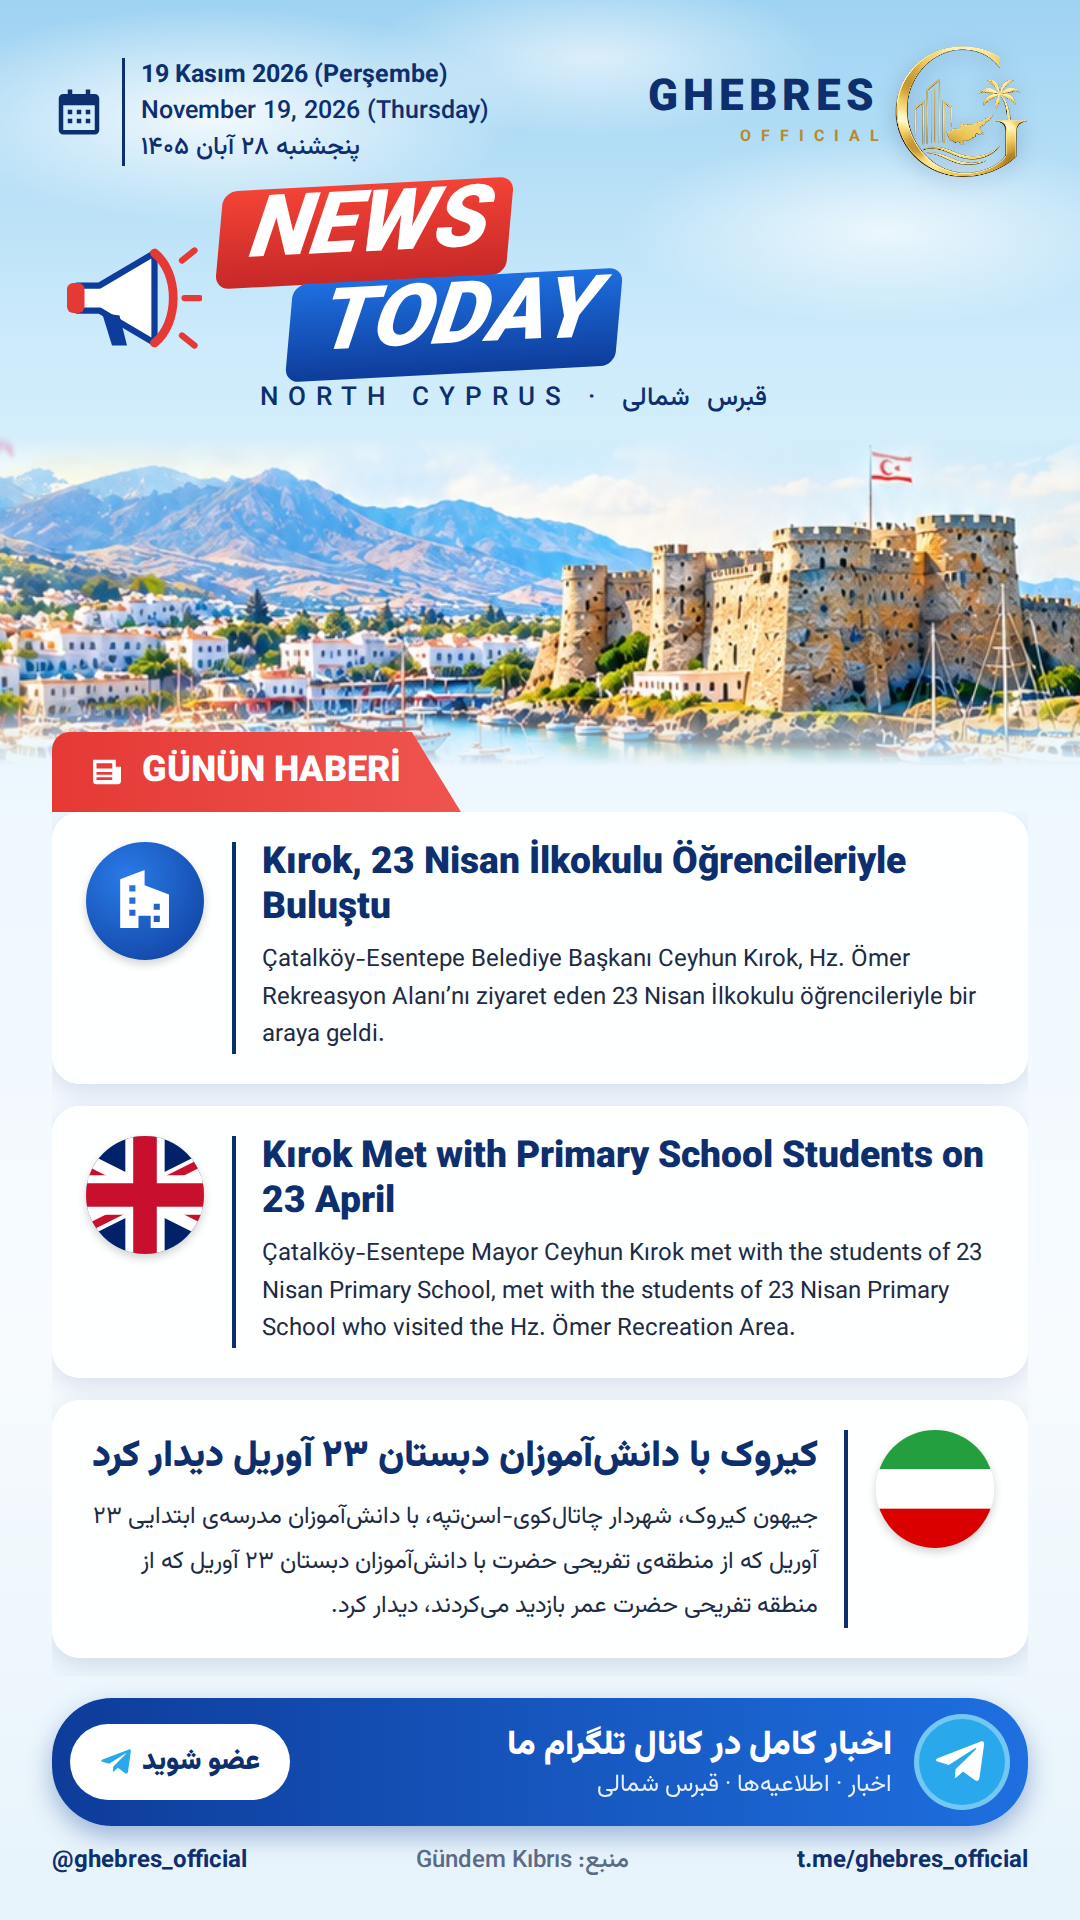 19 Kasım 2026 (Perşembe)
November 19, 2026 (Thursday)
پنجشنبه ۲۸ آبان ۱۴۰۵
GHEBRES
OFFICIAL
NEWS
TODAY
NORTH CYPRUS · قبرس شمالی
GÜNÜN HABERİ
Kırok, 23 Nisan İlkokulu Öğrencileriyle
Buluştu
Çatalköy-Esentepe Belediye Başkanı Ceyhun Kırok, Hz. Ömer
Rekreasyon Alanı’nı ziyaret eden 23 Nisan İlkokulu öğrencileriyle bir
araya geldi.
Kırok Met with Primary School Students on
23 April
Çatalköy-Esentepe Mayor Ceyhun Kırok met with the students of 23
Nisan Primary School, met with the students of 23 Nisan Primary
School who visited the Hz. Ömer Recreation Area.
کیروک با دانش‌آموزان دبستان ۲۳ آوریل دیدار کرد
جیهون کیروک، شهردار چاتال‌کوی-اسن‌تپه، با دانش‌آموزان مدرسه‌ی ابتدایی ۲۳
آوریل که از منطقه‌ی تفریحی حضرت با دانش‌آموزان دبستان ۲۳ آوریل که از
منطقه تفریحی حضرت عمر بازدید می‌کردند، دیدار کرد.
اخبار کامل در کانال تلگرام ما
اخبار · اطلاعیه‌ها · قبرس شمالی
عضو شوید
@ghebres_official
منبع: Gündem Kıbrıs
t.me/ghebres_official